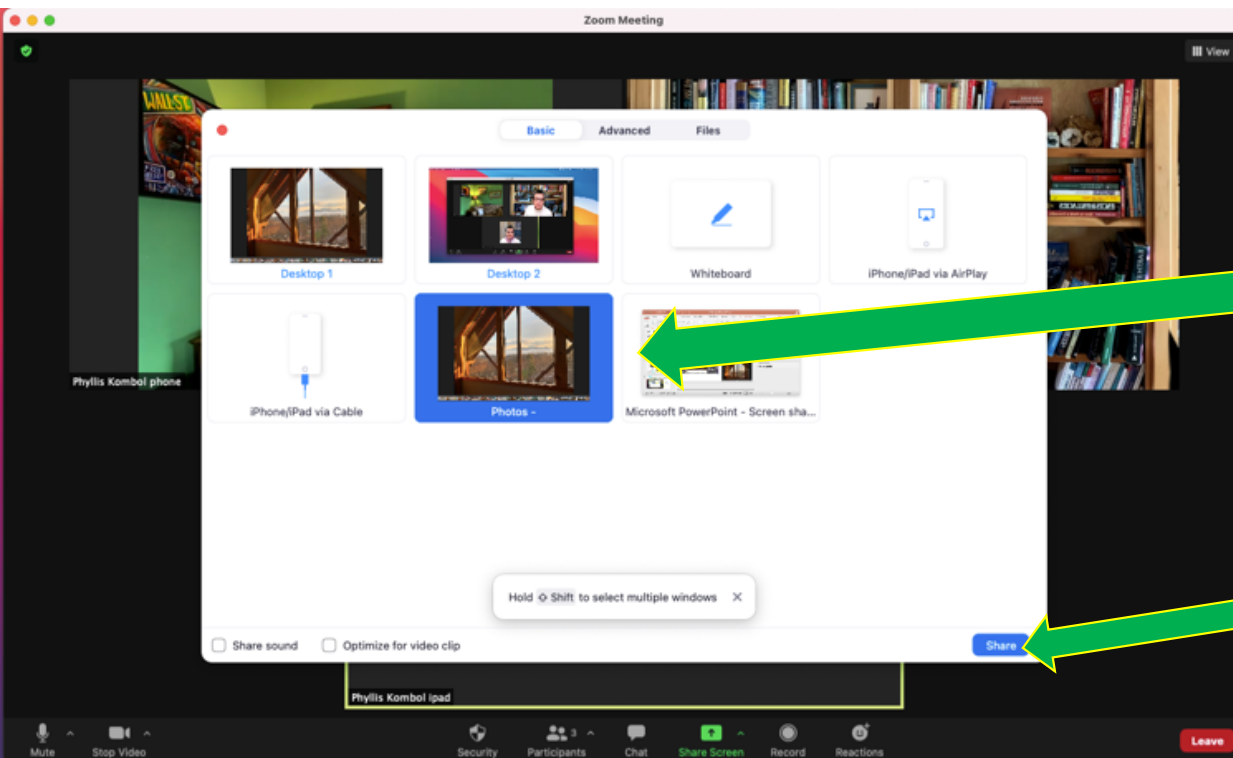 Zoom Meeting
View
WALL·ST
Basic Advanced Files
Desktop 1 Desktop 2 Whiteboard iPhone/iPad via AirPlay
Phyllis Kombol phone
iPhone/iPad via Cable Photos - Microsoft PowerPoint - Screen sha...
Hold Shift to select multiple windows
Share sound Optimize for video clip Share
Phyllis Kombol ipad
3
Mute Stop Video Security Participants Chat Share Screen Record Reactions Leave